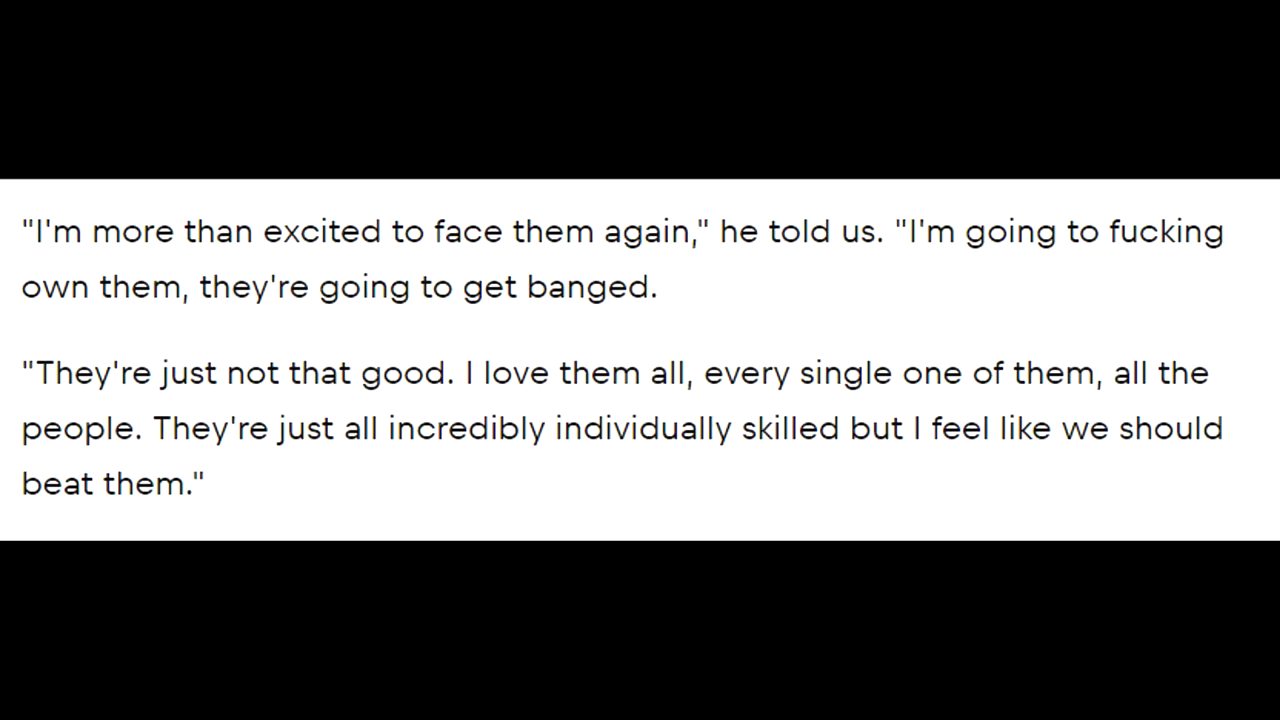 "I'm more than excited to face them again," he told us. "I'm going to fucking
own them, they're going to get banged.
"They're just not that good. I love them all, every single one of them, all the
people. They're just all incredibly individually skilled but I feel like we should
beat them."